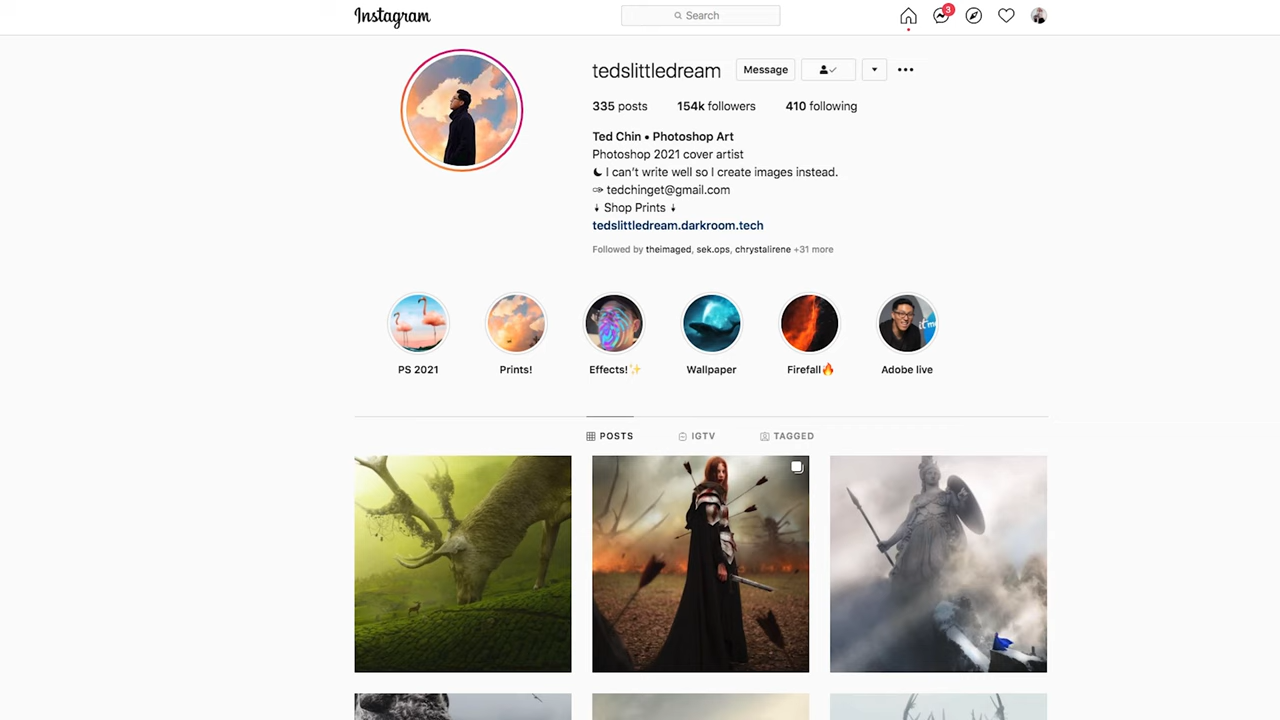 Instagram
Search
3
tedslittledream Message
335 posts 154k followers 410 following
Ted Chin • Photoshop Art
Photoshop 2021 cover artist
I can't write well so I create images instead.
tedchinget@gmail.com
↓ Shop Prints ↓
tedslittledream.darkroom.tech
Followed by theimaged, sek.ops, chrystalirene +31 more
PS 2021 Prints! Effects!✨ Wallpaper Firefall🔥 Adobe live
POSTS IGTV TAGGED